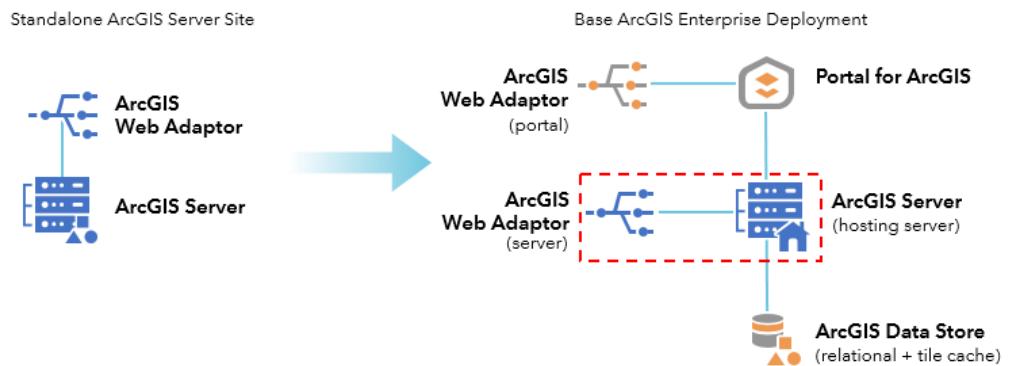 Standalone ArcGIS Server Site
ArcGIS
Web Adaptor
ArcGIS Server
Base ArcGIS Enterprise Deployment
ArcGIS
Web Adaptor
(portal)
Portal for ArcGIS
ArcGIS
Web Adaptor
(server)
ArcGIS Server
(hosting server)
ArcGIS Data Store
(relational + tile cache)